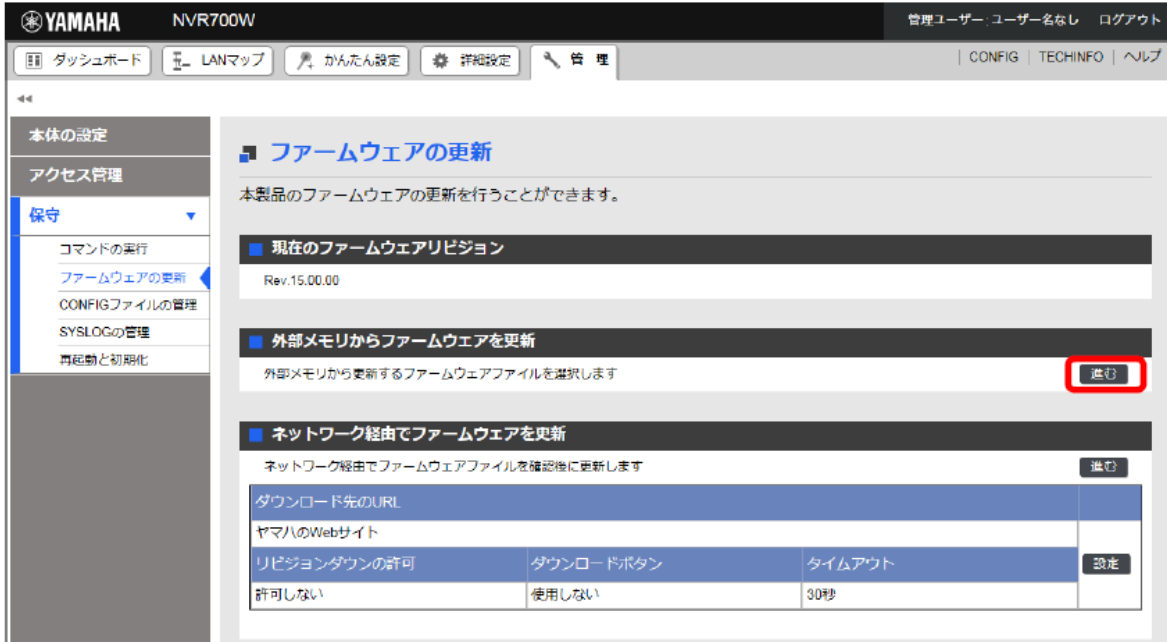 YAMAHA NVR700W 管理ユーザー:ユーザー名なし ログアウト
ダッシュボード LANマップ かんたん設定 詳細設定 管理 | CONFIG | TECHINFO | ヘルプ
本体の設定
アクセス管理
保守
コマンドの実行
ファームウェアの更新
CONFIGファイルの管理
SYSLOGの管理
再起動と初期化
ファームウェアの更新
本製品のファームウェアの更新を行うことができます。
現在のファームウェアリビジョン
Rev.15.00.00
外部メモリからファームウェアを更新
外部メモリから更新するファームウェアファイルを選択します 進む
ネットワーク経由でファームウェアを更新
ネットワーク経由でファームウェアファイルを確認後に更新します 進む
ダウンロード先のURL
ヤマハのWebサイト
リビジョンダウンの許可 ダウンロードボタン タイムアウト 設定
許可しない 使用しない 30秒